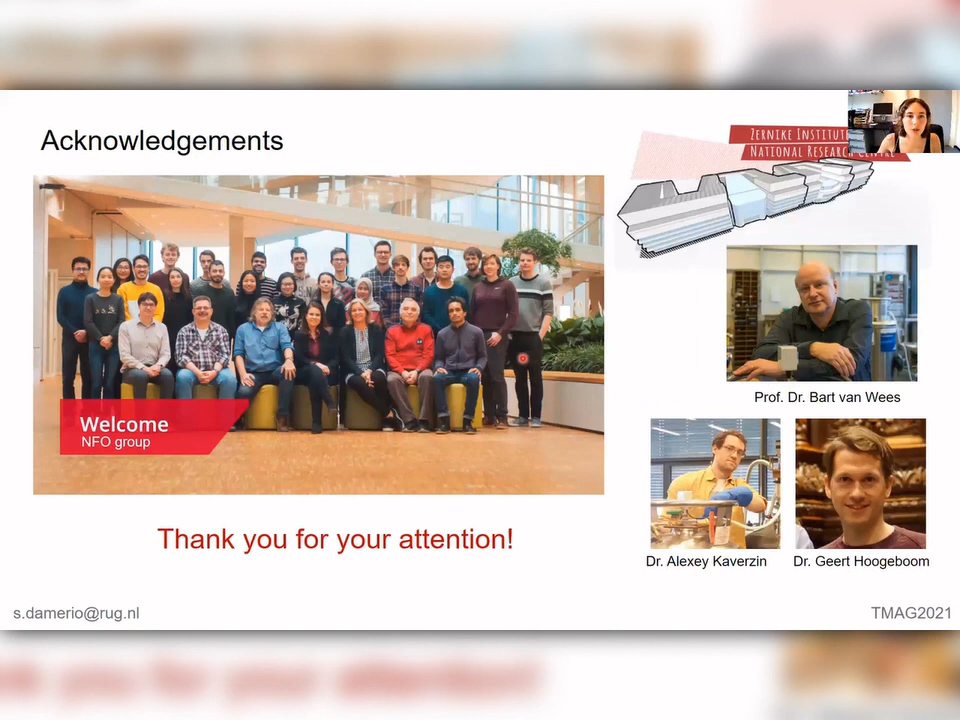 Acknowledgements
ZERNIKE INSTITUT
NATIONAL RESEARCH CENTRE
Prof. Dr. Bart van Wees
Welcome
NFO group
Thank you for your attention!
Dr. Alexey Kaverzin
Dr. Geert Hoogeboom
s.damerio@rug.nl
TMAG2021